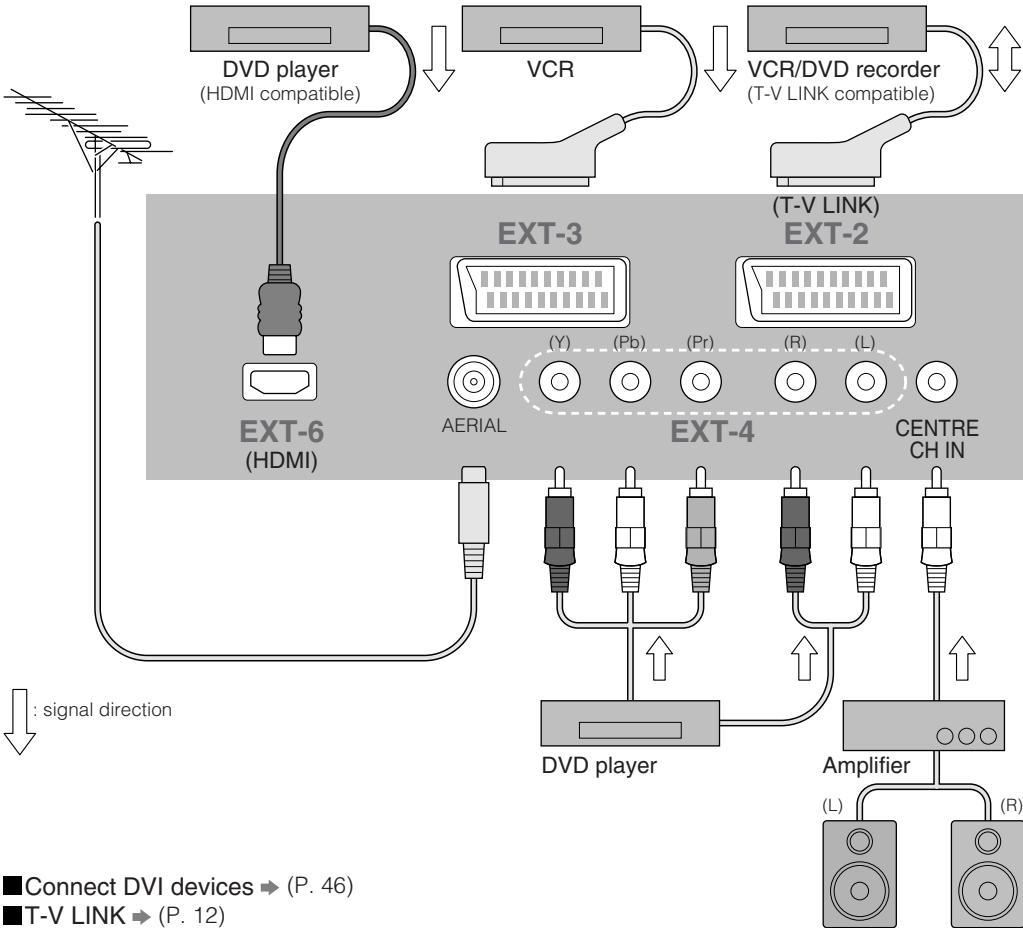 DVD player
(HDMI compatible)
VCR
VCR/DVD recorder
(T-V LINK compatible)
(T-V LINK)
EXT-3
EXT-2
(Y)
(Pb)
(Pr)
(R)
(L)
EXT-6
(HDMI)
AERIAL
EXT-4
CENTRE
CH IN
: signal direction
DVD player
Amplifier
(L)
(R)
■Connect DVI devices ➡ (P. 46)
■T-V LINK ➡ (P. 12)